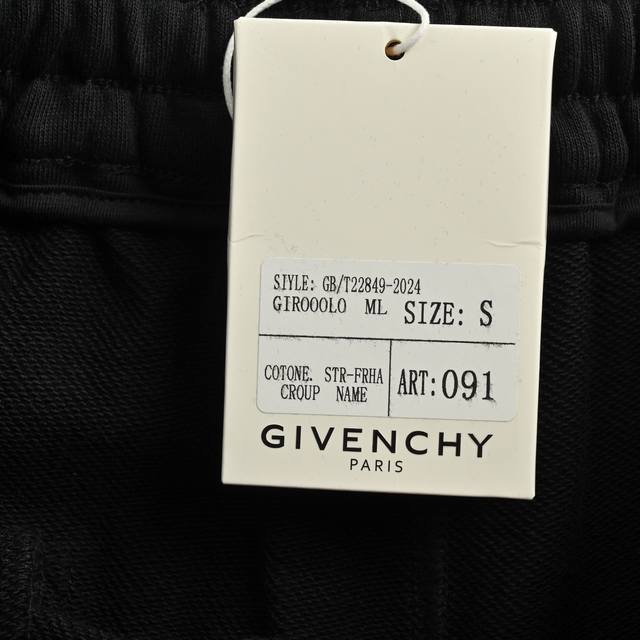 SIYLE: GB/T22849-2024
GIROOOLO ML SIZE: S
COTONE. STR-FRHA
CROUP NAME
ART:091
GIVENCHY
PARIS